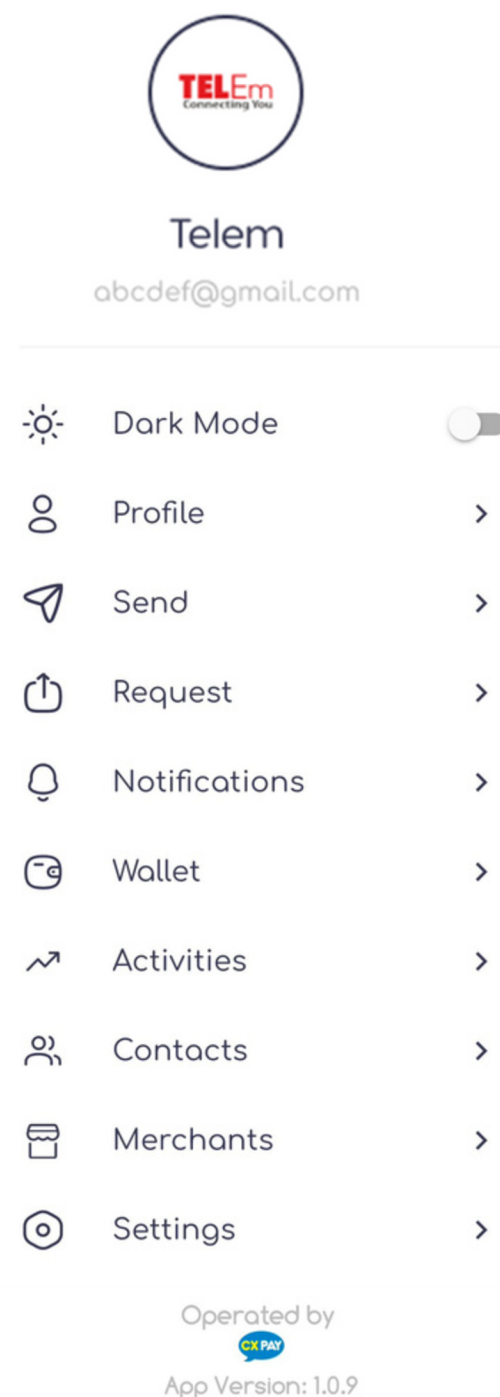 TELEm
Connecting You
Telem
abcdef@gmail.com
Dark Mode
Profile
Send
Request
Notifications
Wallet
Activities
Contacts
Merchants
Settings
Operated by
CX PAY
App Version: 1.0.9